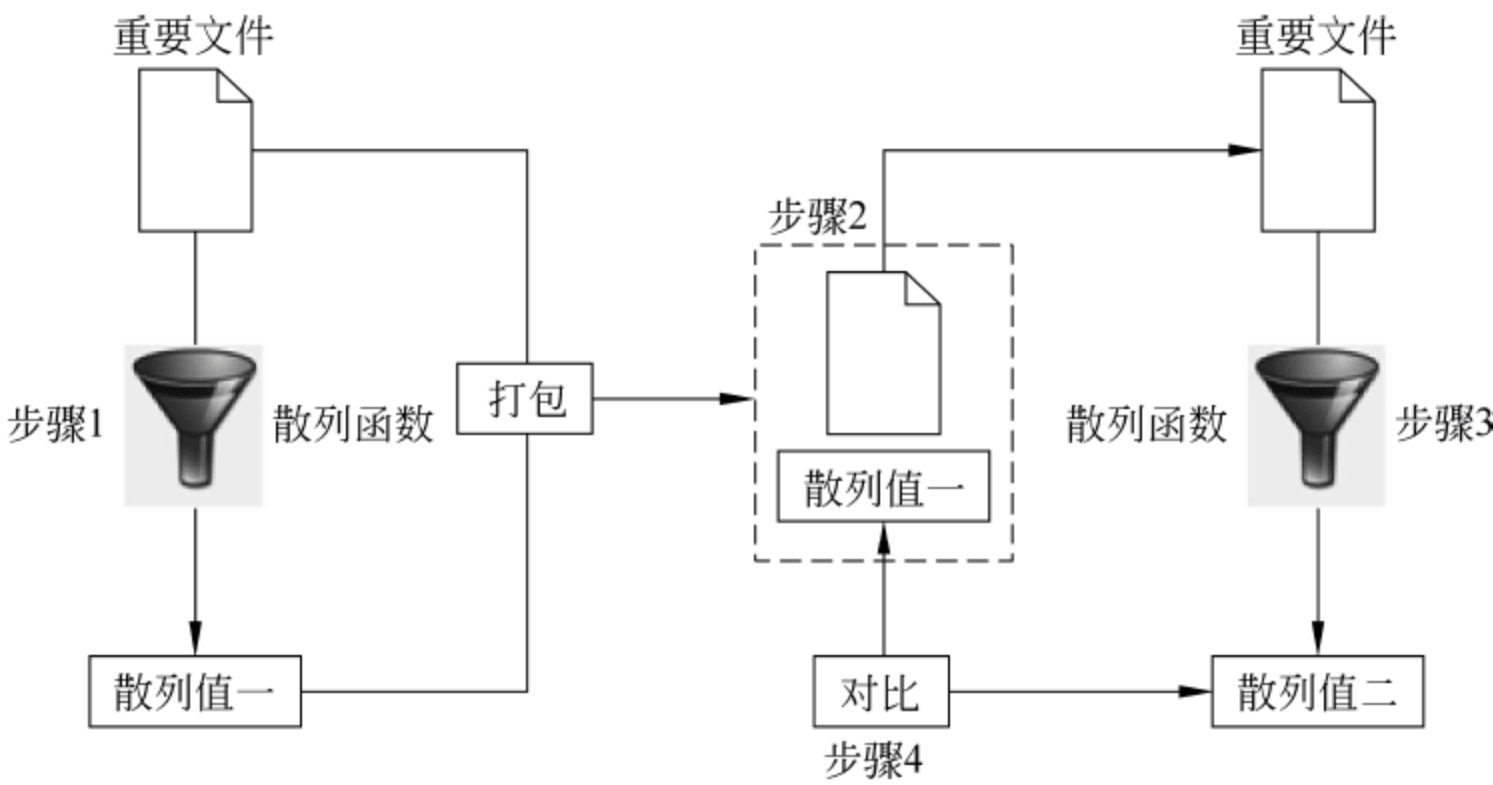 重要文件
重要文件
步骤2
打包
步骤1
散列函数
散列函数
步骤3
散列值一
散列值一
对比
散列值二
步骤4